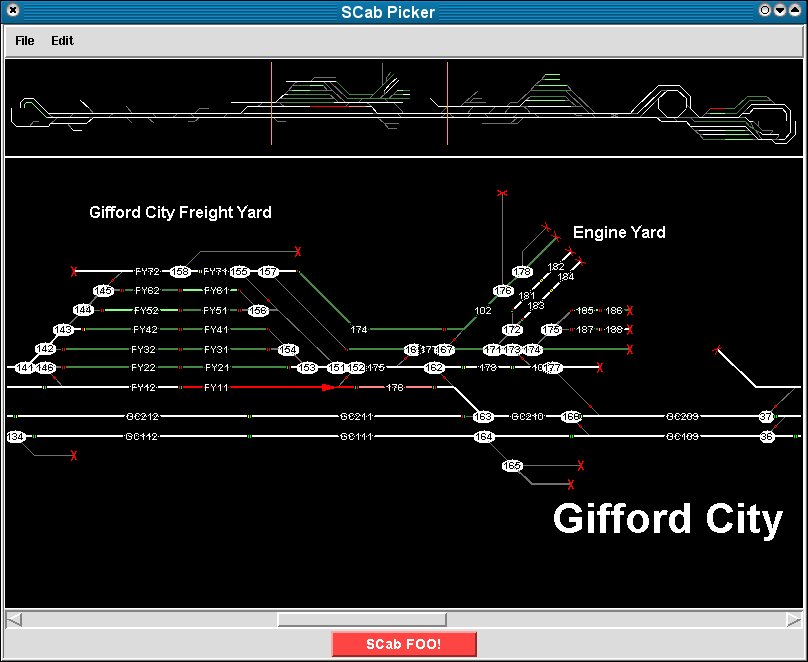 SCab Picker
File Edit
Gifford City Freight Yard
Engine Yard
FY72 158 FY71 155 157
178 182
184
145 FY62 FY61 176 181
183
144 FY52 FY51 156 102 185 186
143 FY42 FY41 174 172 175 187 188
142 FY32 FY31 154 167 171 173 174
141 146 FY22 FY21 153 151 152 175 162 178 177
FY12 FY11 176
GC212 GC211 163 GC210 168 GC209 37
134 GC112 GC111 164 GC109 36
165
Gifford City
SCab FOO!